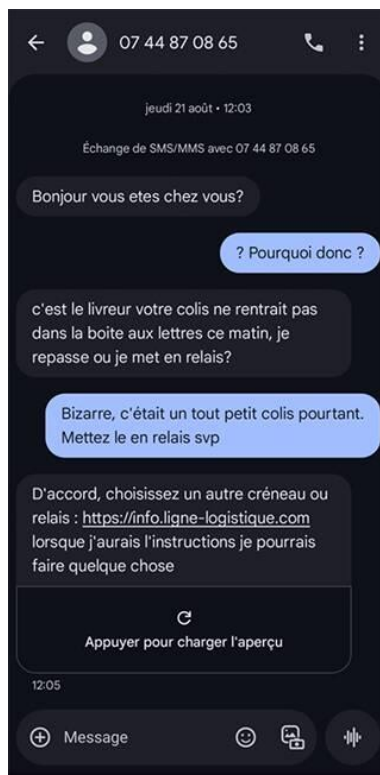 07 44 87 08 65
jeudi 21 août • 12:03
Échange de SMS/MMS avec 07 44 87 08 65
Bonjour vous etes chez vous?
? Pourquoi donc ?
c'est le livreur votre colis ne rentrait pas
dans la boite aux lettres ce matin, je
repasse ou je met en relais?
Bizarre, c'était un tout petit colis pourtant.
Mettez le en relais svp
D'accord, choisissez un autre créneau ou
relais : https://info.ligne-logistique.com
lorsque j'aurais l'instructions je pourrais
faire quelque chose
Appuyer pour charger l'aperçu
12:05
Message